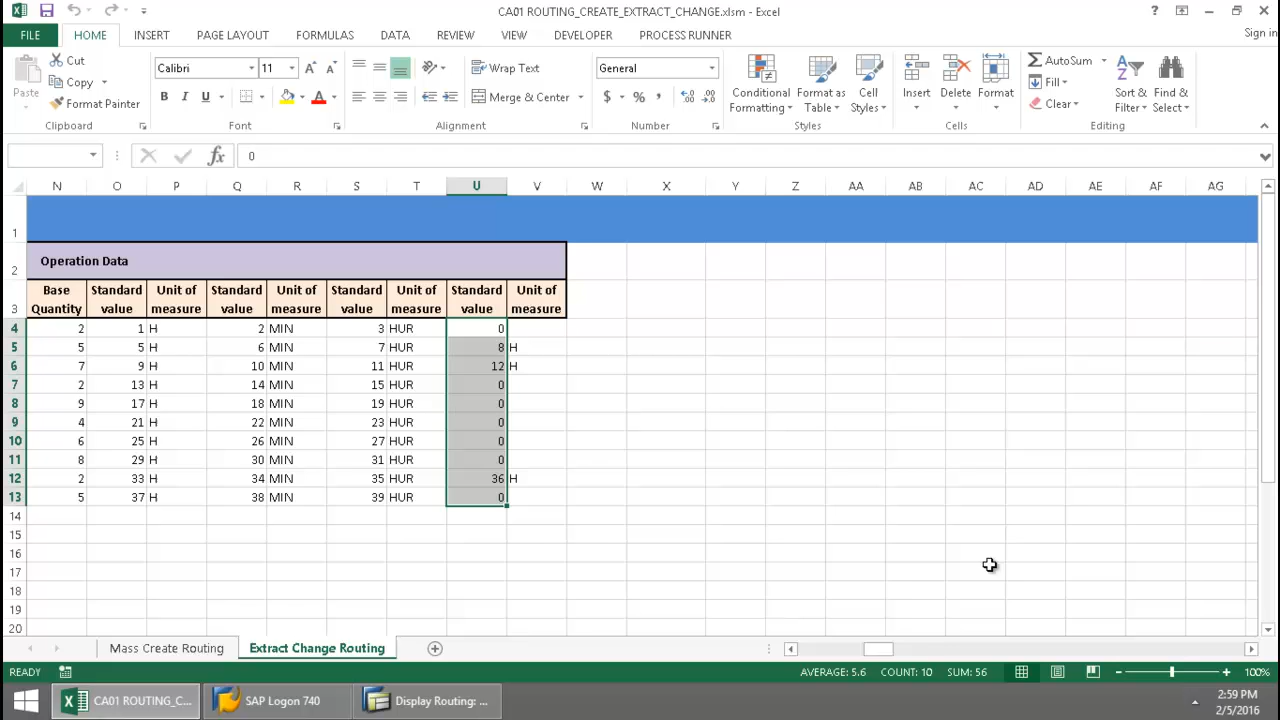 CA01 ROUTING_CREATE_EXTRACT_CHANGE.xlsm - Excel
Sign in
FILE HOME INSERT PAGE LAYOUT FORMULAS DATA REVIEW VIEW DEVELOPER PROCESS RUNNER
Paste
Cut
Copy
Format Painter
Clipboard
Calibri 11
B I U
Font
Wrap Text
Merge & Center
Alignment
General
$ % ,
Number
Conditional Formatting
Format as Table
Cell Styles
Styles
Insert Delete Format
Cells
AutoSum
Fill
Clear
Sort & Filter
Find & Select
Editing
fx 0
N O P Q R S T U V W X Y Z AA AB AC AD AE AF AG
1
2 Operation Data
3 Base Quantity Standard value Unit of measure Standard value Unit of measure Standard value Unit of measure Standard value Unit of measure
4 2 1 H 2 MIN 3 HUR 0
5 5 5 H 6 MIN 7 HUR 8 H
6 7 9 H 10 MIN 11 HUR 12 H
7 2 13 H 14 MIN 15 HUR 0
8 9 17 H 18 MIN 19 HUR 0
9 4 21 H 22 MIN 23 HUR 0
10 6 25 H 26 MIN 27 HUR 0
11 8 29 H 30 MIN 31 HUR 0
12 2 33 H 34 MIN 35 HUR 36 H
13 5 37 H 38 MIN 39 HUR 0
14
15
16
17
18
19
20
Mass Create Routing Extract Change Routing
READY AVERAGE: 5.6 COUNT: 10 SUM: 56 100%
CA01 ROUTING_C... SAP Logon 740 Display Routing: ... 2:59 PM
2/5/2016